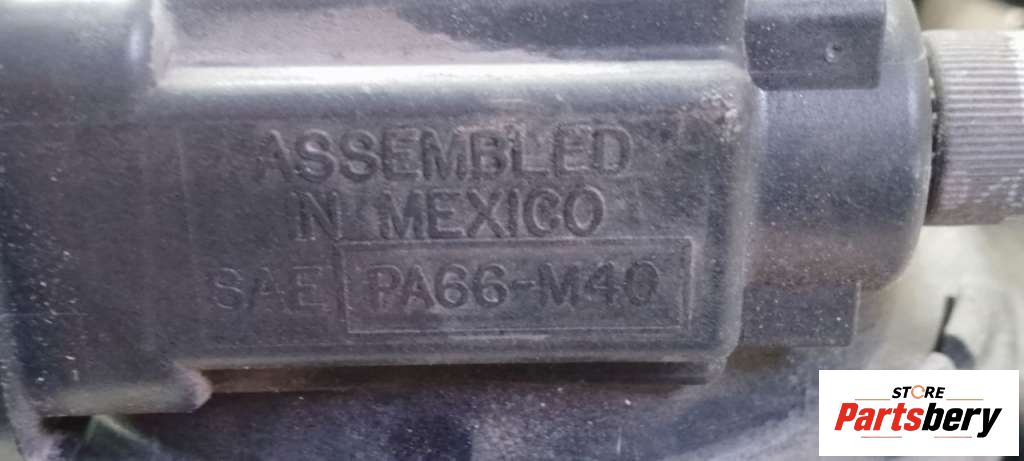 ASSEMBLED
IN MEXICO
SAE PA66-M40
STORE
Partsbery